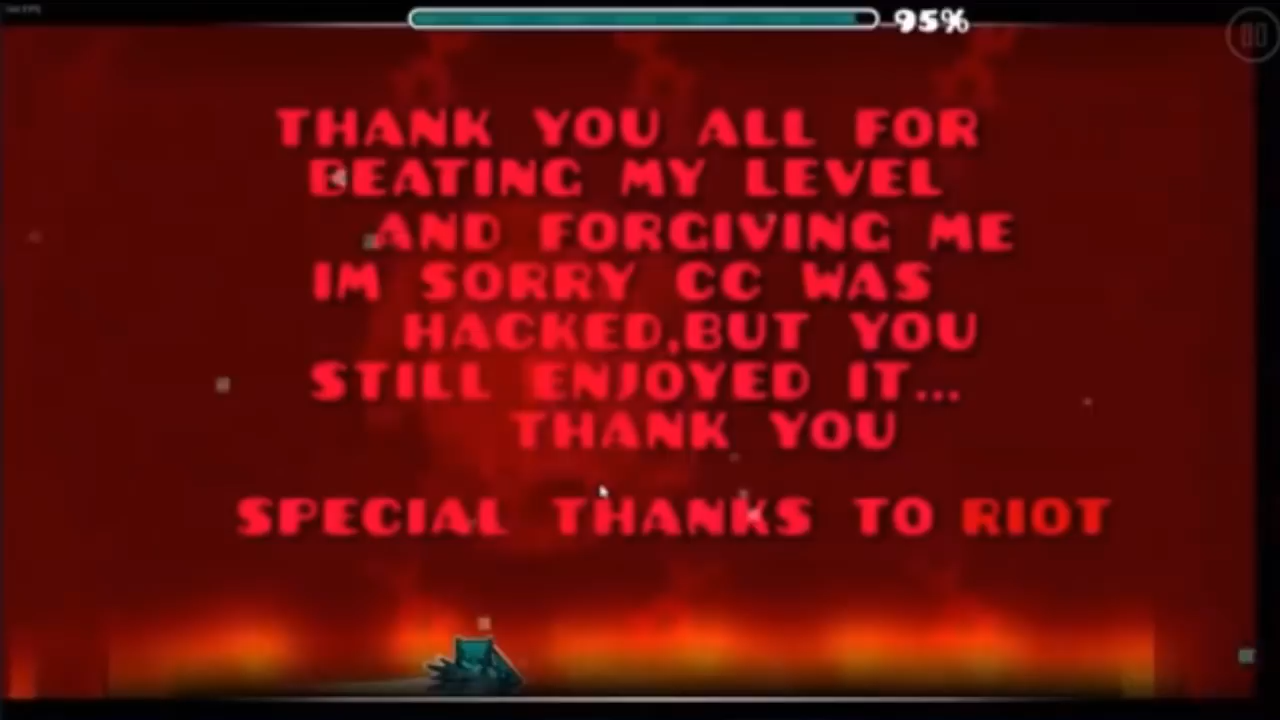 95%
THANK YOU ALL FOR
BEATING MY LEVEL
AND FORGIVING ME
IM SORRY CC WAS
HACKED,BUT YOU
STILL ENJOYED IT...
THANK YOU
SPECIAL THANKS TO RIOT